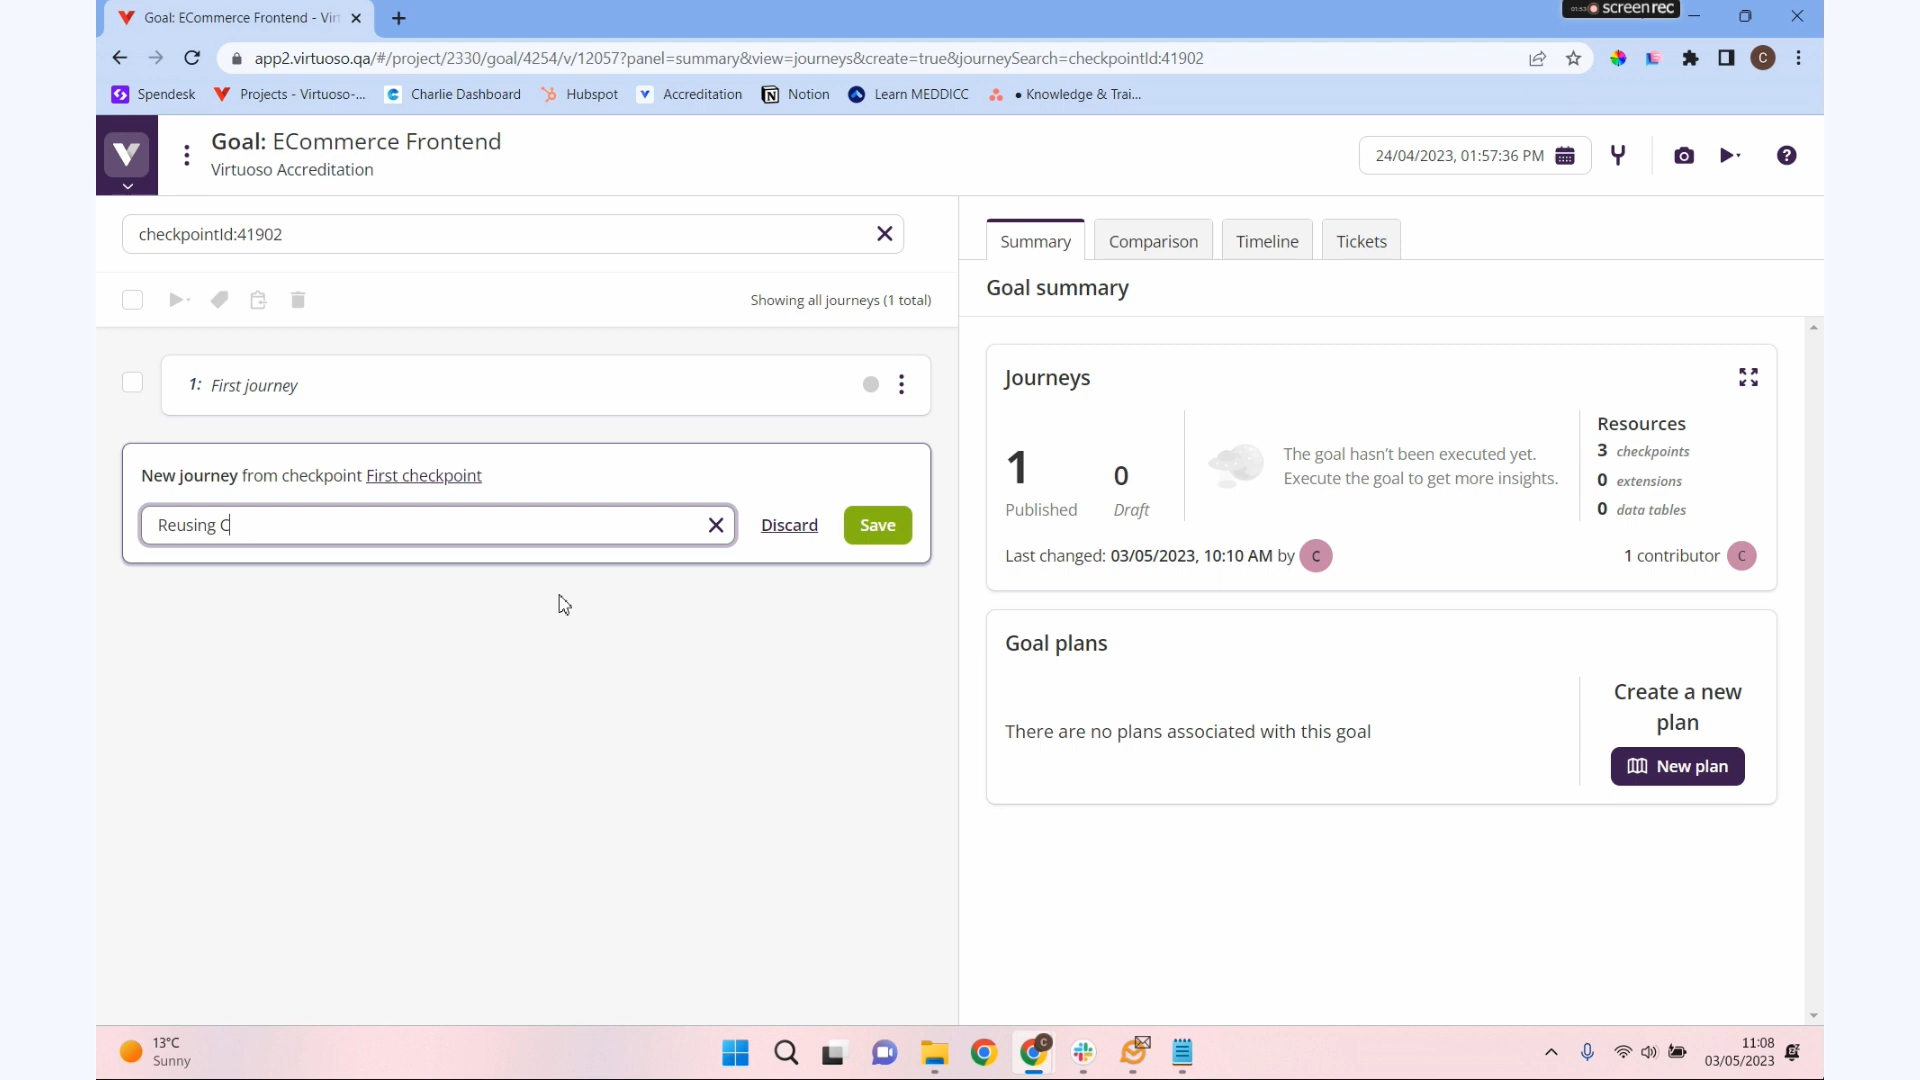 Goal: ECommerce Frontend - Virt
01:53
screenrec
app2.virtuoso.qa/#/project/2330/goal/4254/v/12057?panel=summary&view=journeys&create=true&journeySearch=checkpointId:41902
C
Spendesk
Projects - Virtuoso-...
Charlie Dashboard
Hubspot
Accreditation
Notion
Learn MEDDICC
• Knowledge & Trai...
Goal: ECommerce Frontend
Virtuoso Accreditation
24/04/2023, 01:57:36 PM
checkpointId:41902
Showing all journeys (1 total)
1: First journey
New journey from checkpoint First checkpoint
Reusing C
Discard
Save
Summary
Comparison
Timeline
Tickets
Goal summary
Journeys
1
Published
0
Draft
The goal hasn't been executed yet.
Execute the goal to get more insights.
Resources
3 checkpoints
0 extensions
0 data tables
Last changed: 03/05/2023, 10:10 AM by C
1 contributor C
Goal plans
There are no plans associated with this goal
Create a new
plan
New plan
13°C
Sunny
C
11:08
03/05/2023